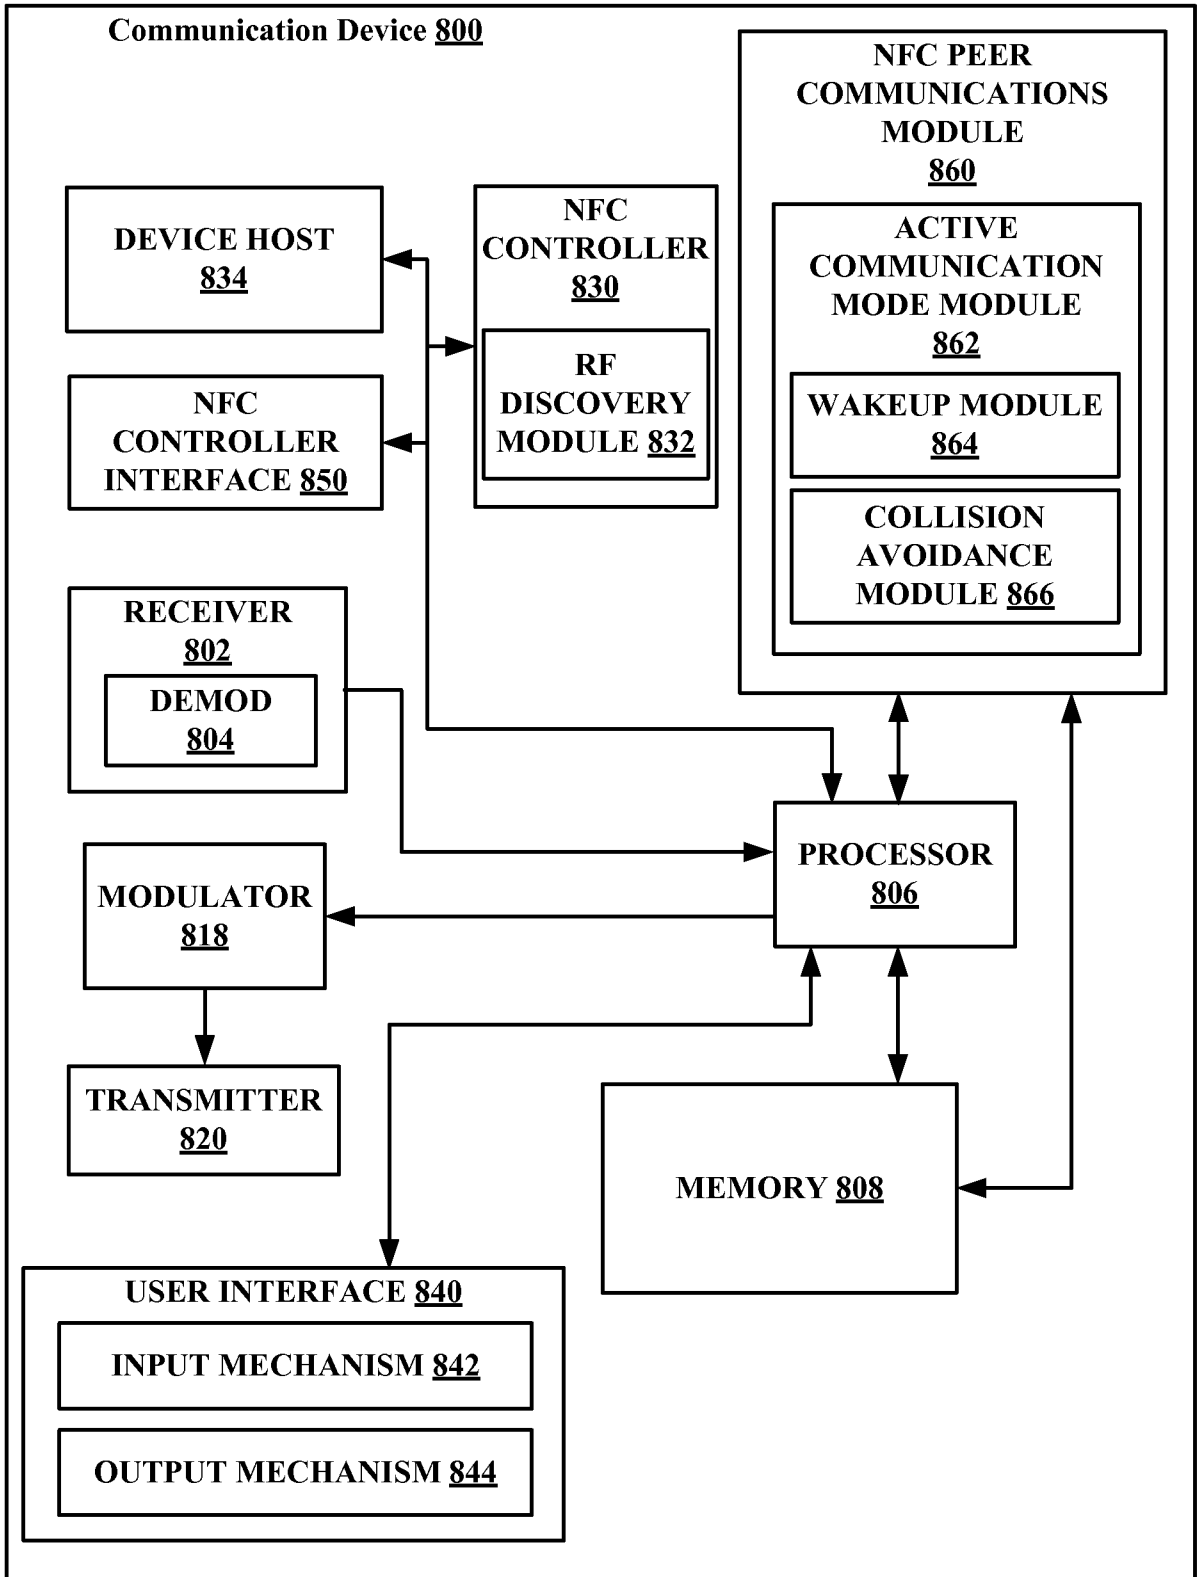 Communication Device 800
NFC PEER
COMMUNICATIONS
MODULE
860
ACTIVE
COMMUNICATION
MODE MODULE
862
WAKEUP MODULE
864
COLLISION
AVOIDANCE
MODULE 866
DEVICE HOST
834
NFC
CONTROLLER
830
RF
DISCOVERY
MODULE 832
NFC
CONTROLLER
INTERFACE 850
RECEIVER
802
DEMOD
804
PROCESSOR
806
MODULATOR
818
TRANSMITTER
820
MEMORY 808
USER INTERFACE 840
INPUT MECHANISM 842
OUTPUT MECHANISM 844